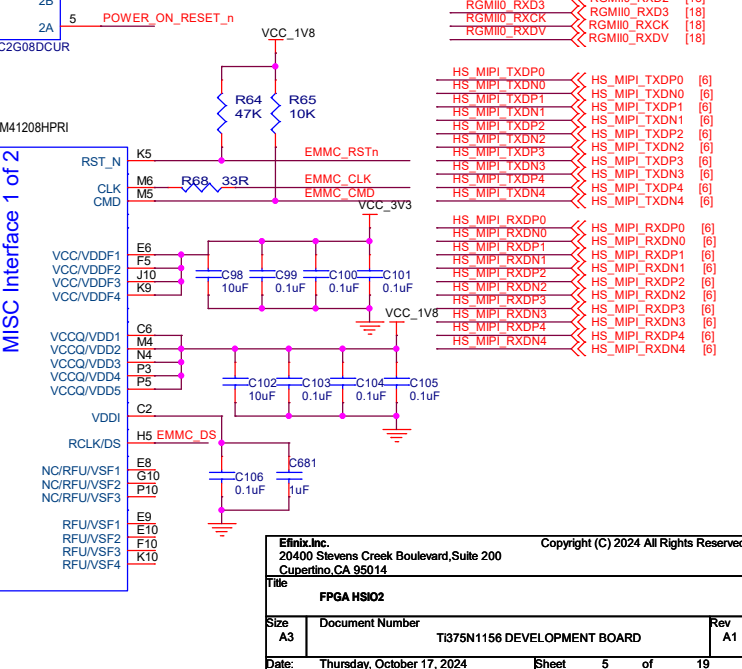 2B
2A
5
POWER_ON_RESET_n
C2G08DCUR
VCC_1V8
R64
47K
R65
10K
M41208HPRI
MISC Interface 1 of 2
RST_N
K5
EMMC_RSTn
CLK
M6
R68
33R
EMMC_CLK
CMD
M5
EMMC_CMD
VCC_3V3
VCC/VDDF1
E6
VCC/VDDF2
F5
VCC/VDDF3
J10
VCC/VDDF4
K9
C98
10uF
C99
0.1uF
C100
0.1uF
C101
0.1uF
VCC_1V8
VCCQ/VDD1
C6
VCCQ/VDD2
M4
VCCQ/VDD3
N4
VCCQ/VDD4
P3
VCCQ/VDD5
P5
C102
10uF
C103
0.1uF
C104
0.1uF
C105
0.1uF
VDDI
C2
RCLK/DS
H5
EMMC_DS
C106
0.1uF
C681
1uF
NC/RFU/VSF1
E8
NC/RFU/VSF2
G10
NC/RFU/VSF3
P10
RFU/VSF1
E9
RFU/VSF2
E10
RFU/VSF3
F10
RFU/VSF4
K10
RGMII0_RXD3
RGMII0_RXD3 [18]
RGMII0_RXCK
RGMII0_RXCK [18]
RGMII0_RXDV
RGMII0_RXDV [18]
HS_MIPI_TXDP0
HS_MIPI_TXDP0 [6]
HS_MIPI_TXDN0
HS_MIPI_TXDN0 [6]
HS_MIPI_TXDP1
HS_MIPI_TXDP1 [6]
HS_MIPI_TXDN1
HS_MIPI_TXDN1 [6]
HS_MIPI_TXDP2
HS_MIPI_TXDP2 [6]
HS_MIPI_TXDN2
HS_MIPI_TXDN2 [6]
HS_MIPI_TXDP3
HS_MIPI_TXDP3 [6]
HS_MIPI_TXDN3
HS_MIPI_TXDN3 [6]
HS_MIPI_TXDP4
HS_MIPI_TXDP4 [6]
HS_MIPI_TXDN4
HS_MIPI_TXDN4 [6]
HS_MIPI_RXDP0
HS_MIPI_RXDP0 [6]
HS_MIPI_RXDN0
HS_MIPI_RXDN0 [6]
HS_MIPI_RXDP1
HS_MIPI_RXDP1 [6]
HS_MIPI_RXDN1
HS_MIPI_RXDN1 [6]
HS_MIPI_RXDP2
HS_MIPI_RXDP2 [6]
HS_MIPI_RXDN2
HS_MIPI_RXDN2 [6]
HS_MIPI_RXDP3
HS_MIPI_RXDP3 [6]
HS_MIPI_RXDN3
HS_MIPI_RXDN3 [6]
HS_MIPI_RXDP4
HS_MIPI_RXDP4 [6]
HS_MIPI_RXDN4
HS_MIPI_RXDN4 [6]
Efinix.Inc. Copyright (C) 2024 All Rights Reserved
20400 Stevens Creek Boulevard,Suite 200
Cupertino,CA 95014
Title
FPGA HSIO2
Size Document Number Rev
A3 Ti375N1156 DEVELOPMENT BOARD A1
Date: Thursday, October 17, 2024 Sheet 5 of 19